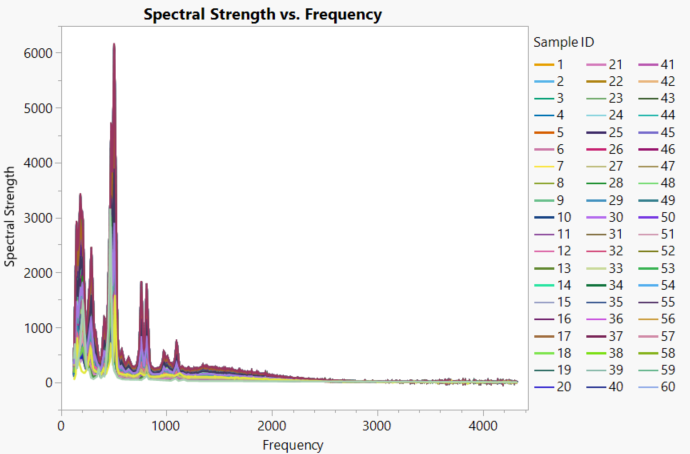 Spectral Strength vs. Frequency
Spectral Strength
6000
5000
4000
3000
2000
1000
0
0 1000 2000 3000 4000
Frequency
Sample ID
1 21 41
2 22 42
3 23 43
4 24 44
5 25 45
6 26 46
7 27 47
8 28 48
9 29 49
10 30 50
11 31 51
12 32 52
13 33 53
14 34 54
15 35 55
16 36 56
17 37 57
18 38 58
19 39 59
20 40 60